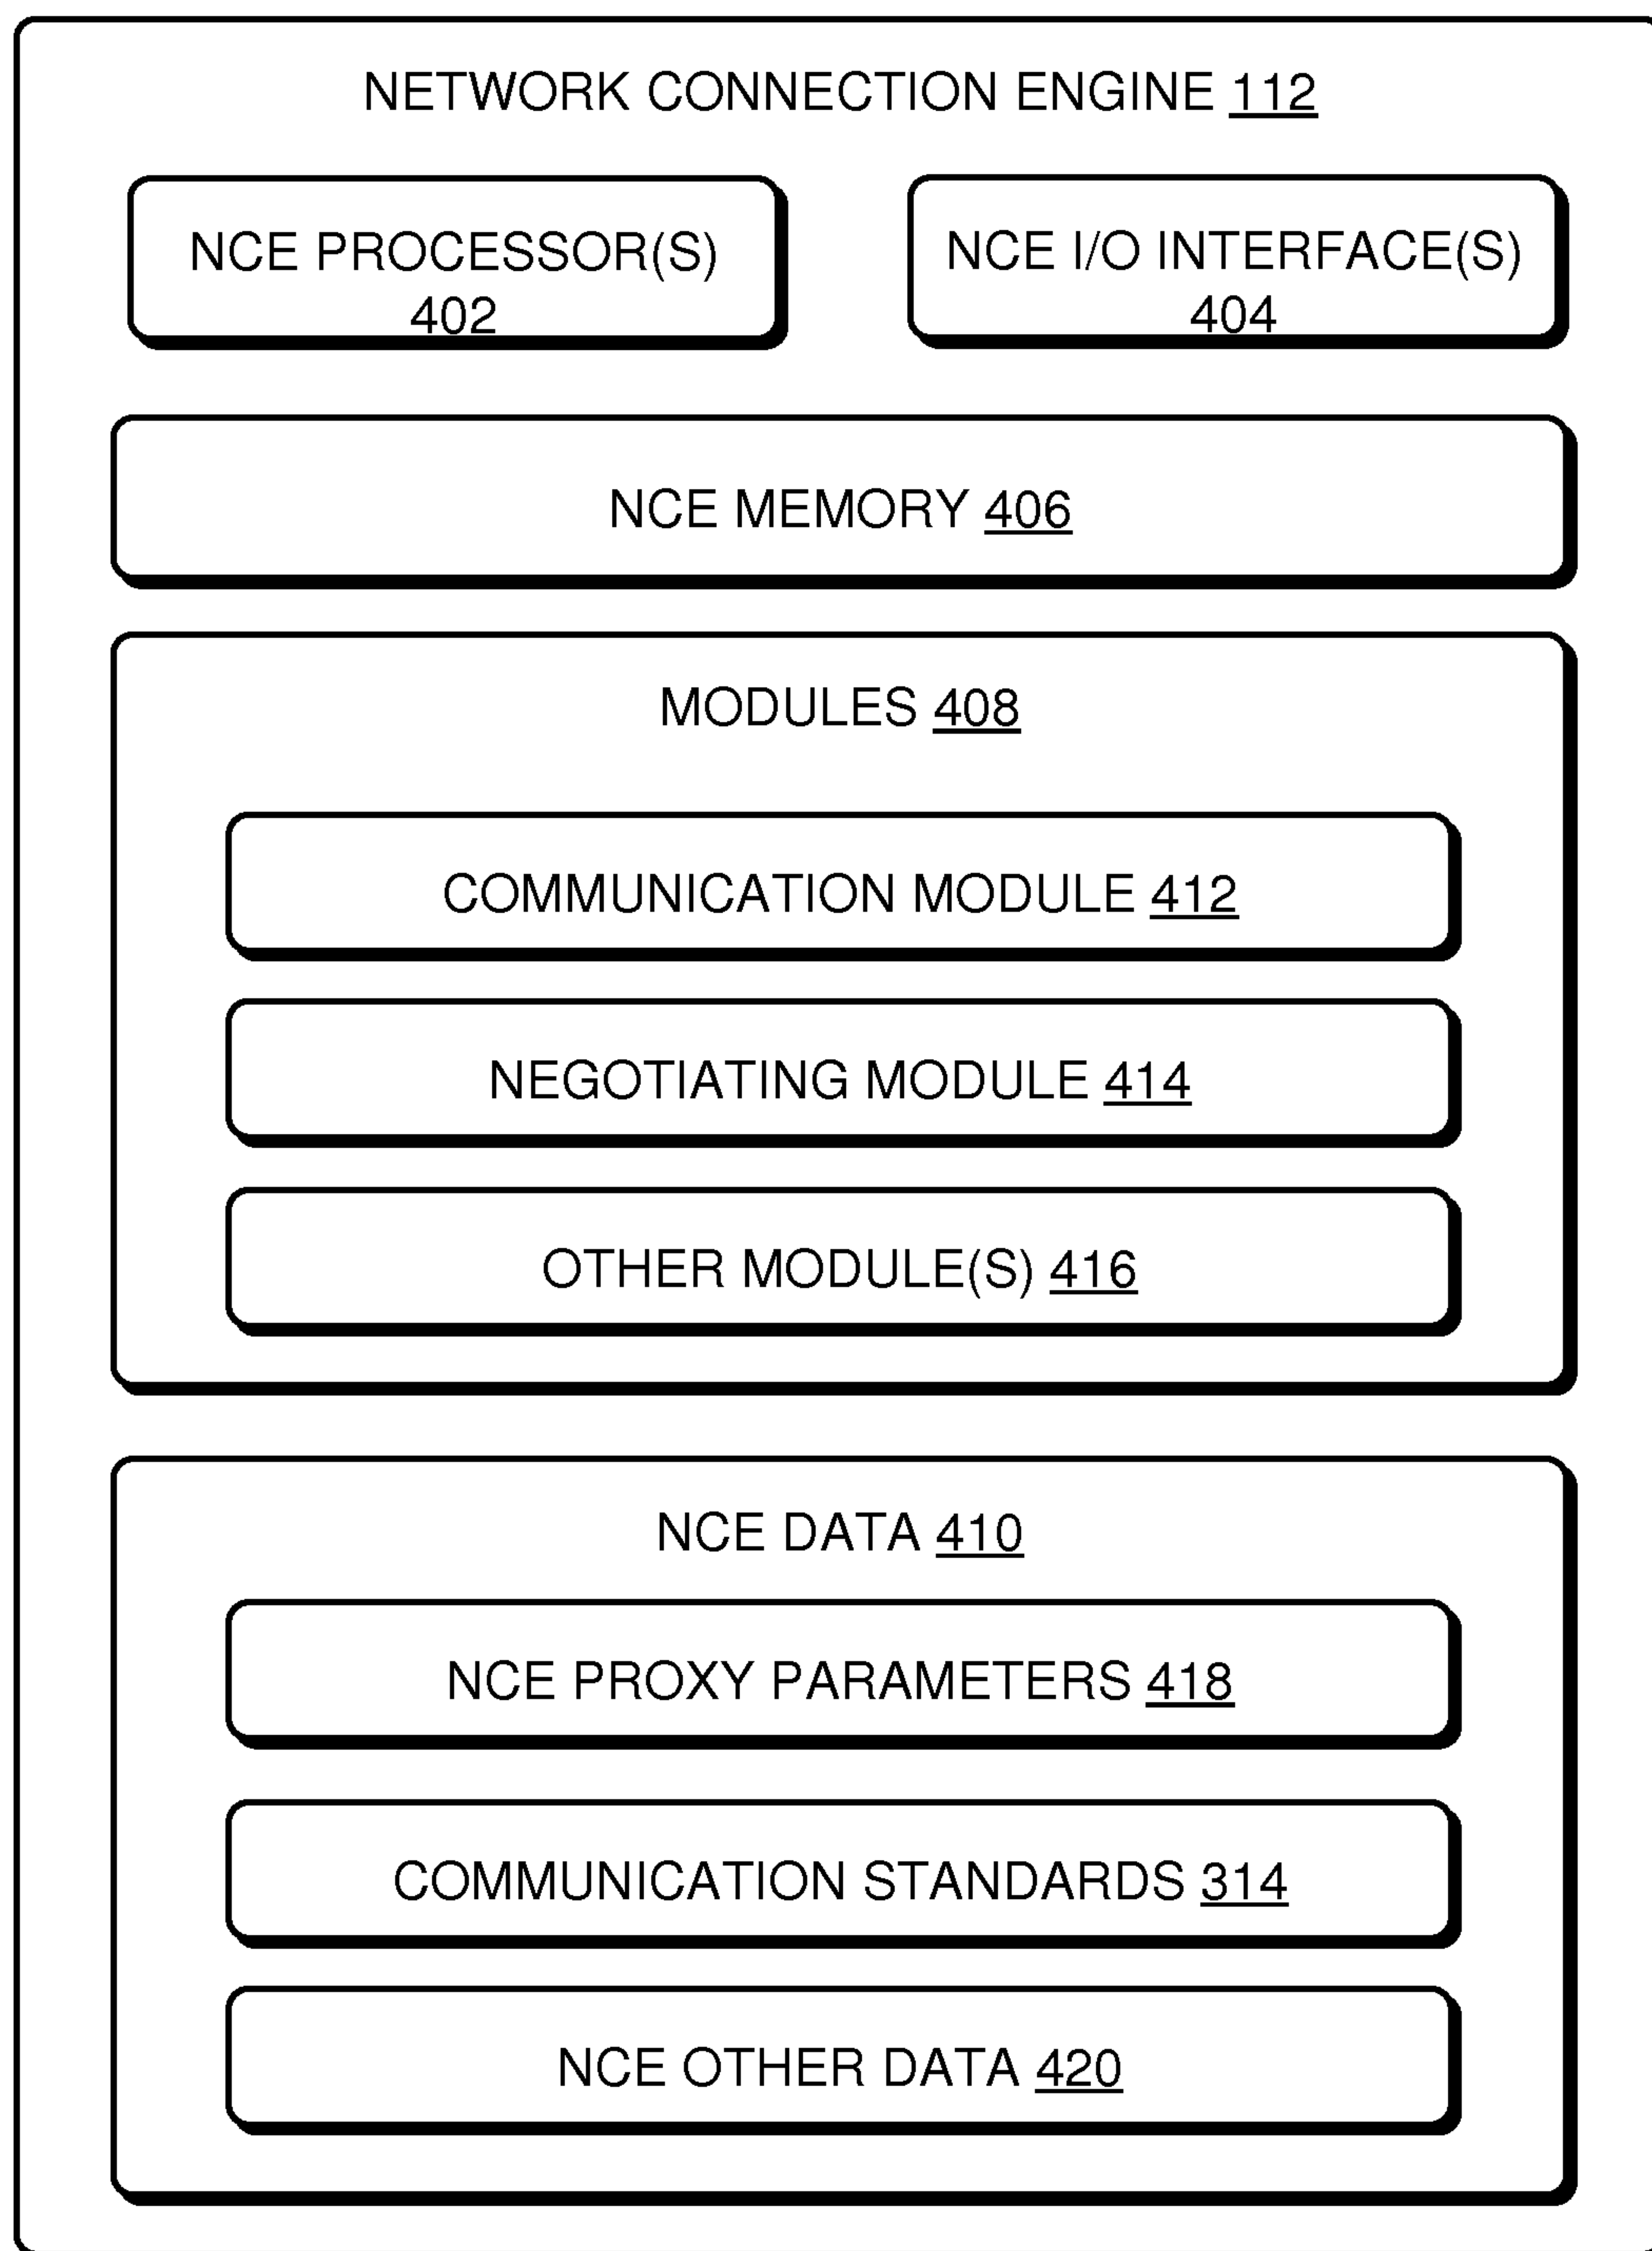 NETWORK CONNECTION ENGINE 112
NCE PROCESSOR(S)
402
NCE I/O INTERFACE(S)
404
NCE MEMORY 406
MODULES 408
COMMUNICATION MODULE 412
NEGOTIATING MODULE 414
OTHER MODULE(S) 416
NCE DATA 410
NCE PROXY PARAMETERS 418
COMMUNICATION STANDARDS 314
NCE OTHER DATA 420